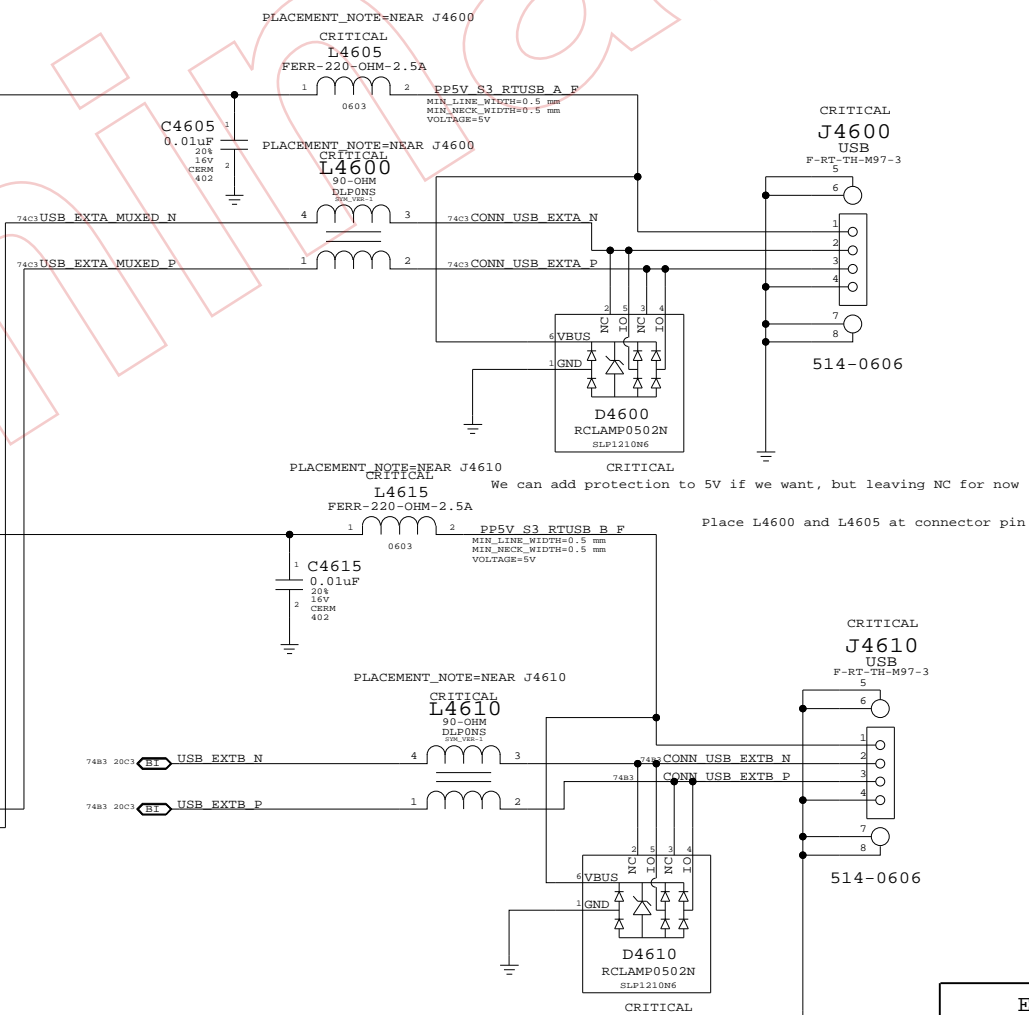 PLACEMENT_NOTE=NEAR J4600
CRITICAL
L4605
FERR-220-OHM-2.5A
1
2
PP5V_S3_RTUSB_A_F
0603
MIN_LINE_WIDTH=0.5 mm
MIN_NECK_WIDTH=0.5 mm
VOLTAGE=5V
C4605
1
0.01uF
20%
16V
CERM
402
2
PLACEMENT_NOTE=NEAR J4600
CRITICAL
L4600
90-OHM
DLP0NS
SYM_VER-1
74C3 USB_EXTA_MUXED_N
4
3
74C3 CONN_USB_EXTA_N
74C3 USB_EXTA_MUXED_P
1
2
74C3 CONN_USB_EXTA_P
CRITICAL
J4600
USB
F-RT-TH-M97-3
5
6
1
2
3
4
7
8
514-0606
2
5
3
4
NC
IO
NC
IO
6 VBUS
1 GND
D4600
RCLAMP0502N
SLP1210N6
CRITICAL
We can add protection to 5V if we want, but leaving NC for now
Place L4600 and L4605 at connector pin
PLACEMENT_NOTE=NEAR J4610
CRITICAL
L4615
FERR-220-OHM-2.5A
1
2
PP5V_S3_RTUSB_B_F
0603
MIN_LINE_WIDTH=0.5 mm
MIN_NECK_WIDTH=0.5 mm
VOLTAGE=5V
1
C4615
0.01uF
20%
16V
CERM
402
2
PLACEMENT_NOTE=NEAR J4610
CRITICAL
L4610
90-OHM
DLP0NS
SYM_VER-1
74B3 20C3 BI USB_EXTB_N
4
3
74B3 CONN_USB_EXTB_N
74B3 20C3 BI USB_EXTB_P
1
2
74B3 CONN_USB_EXTB_P
CRITICAL
J4610
USB
F-RT-TH-M97-3
5
6
1
2
3
4
7
8
514-0606
2
5
3
4
NC
IO
NC
IO
6 VBUS
1 GND
D4610
RCLAMP0502N
SLP1210N6
CRITICAL